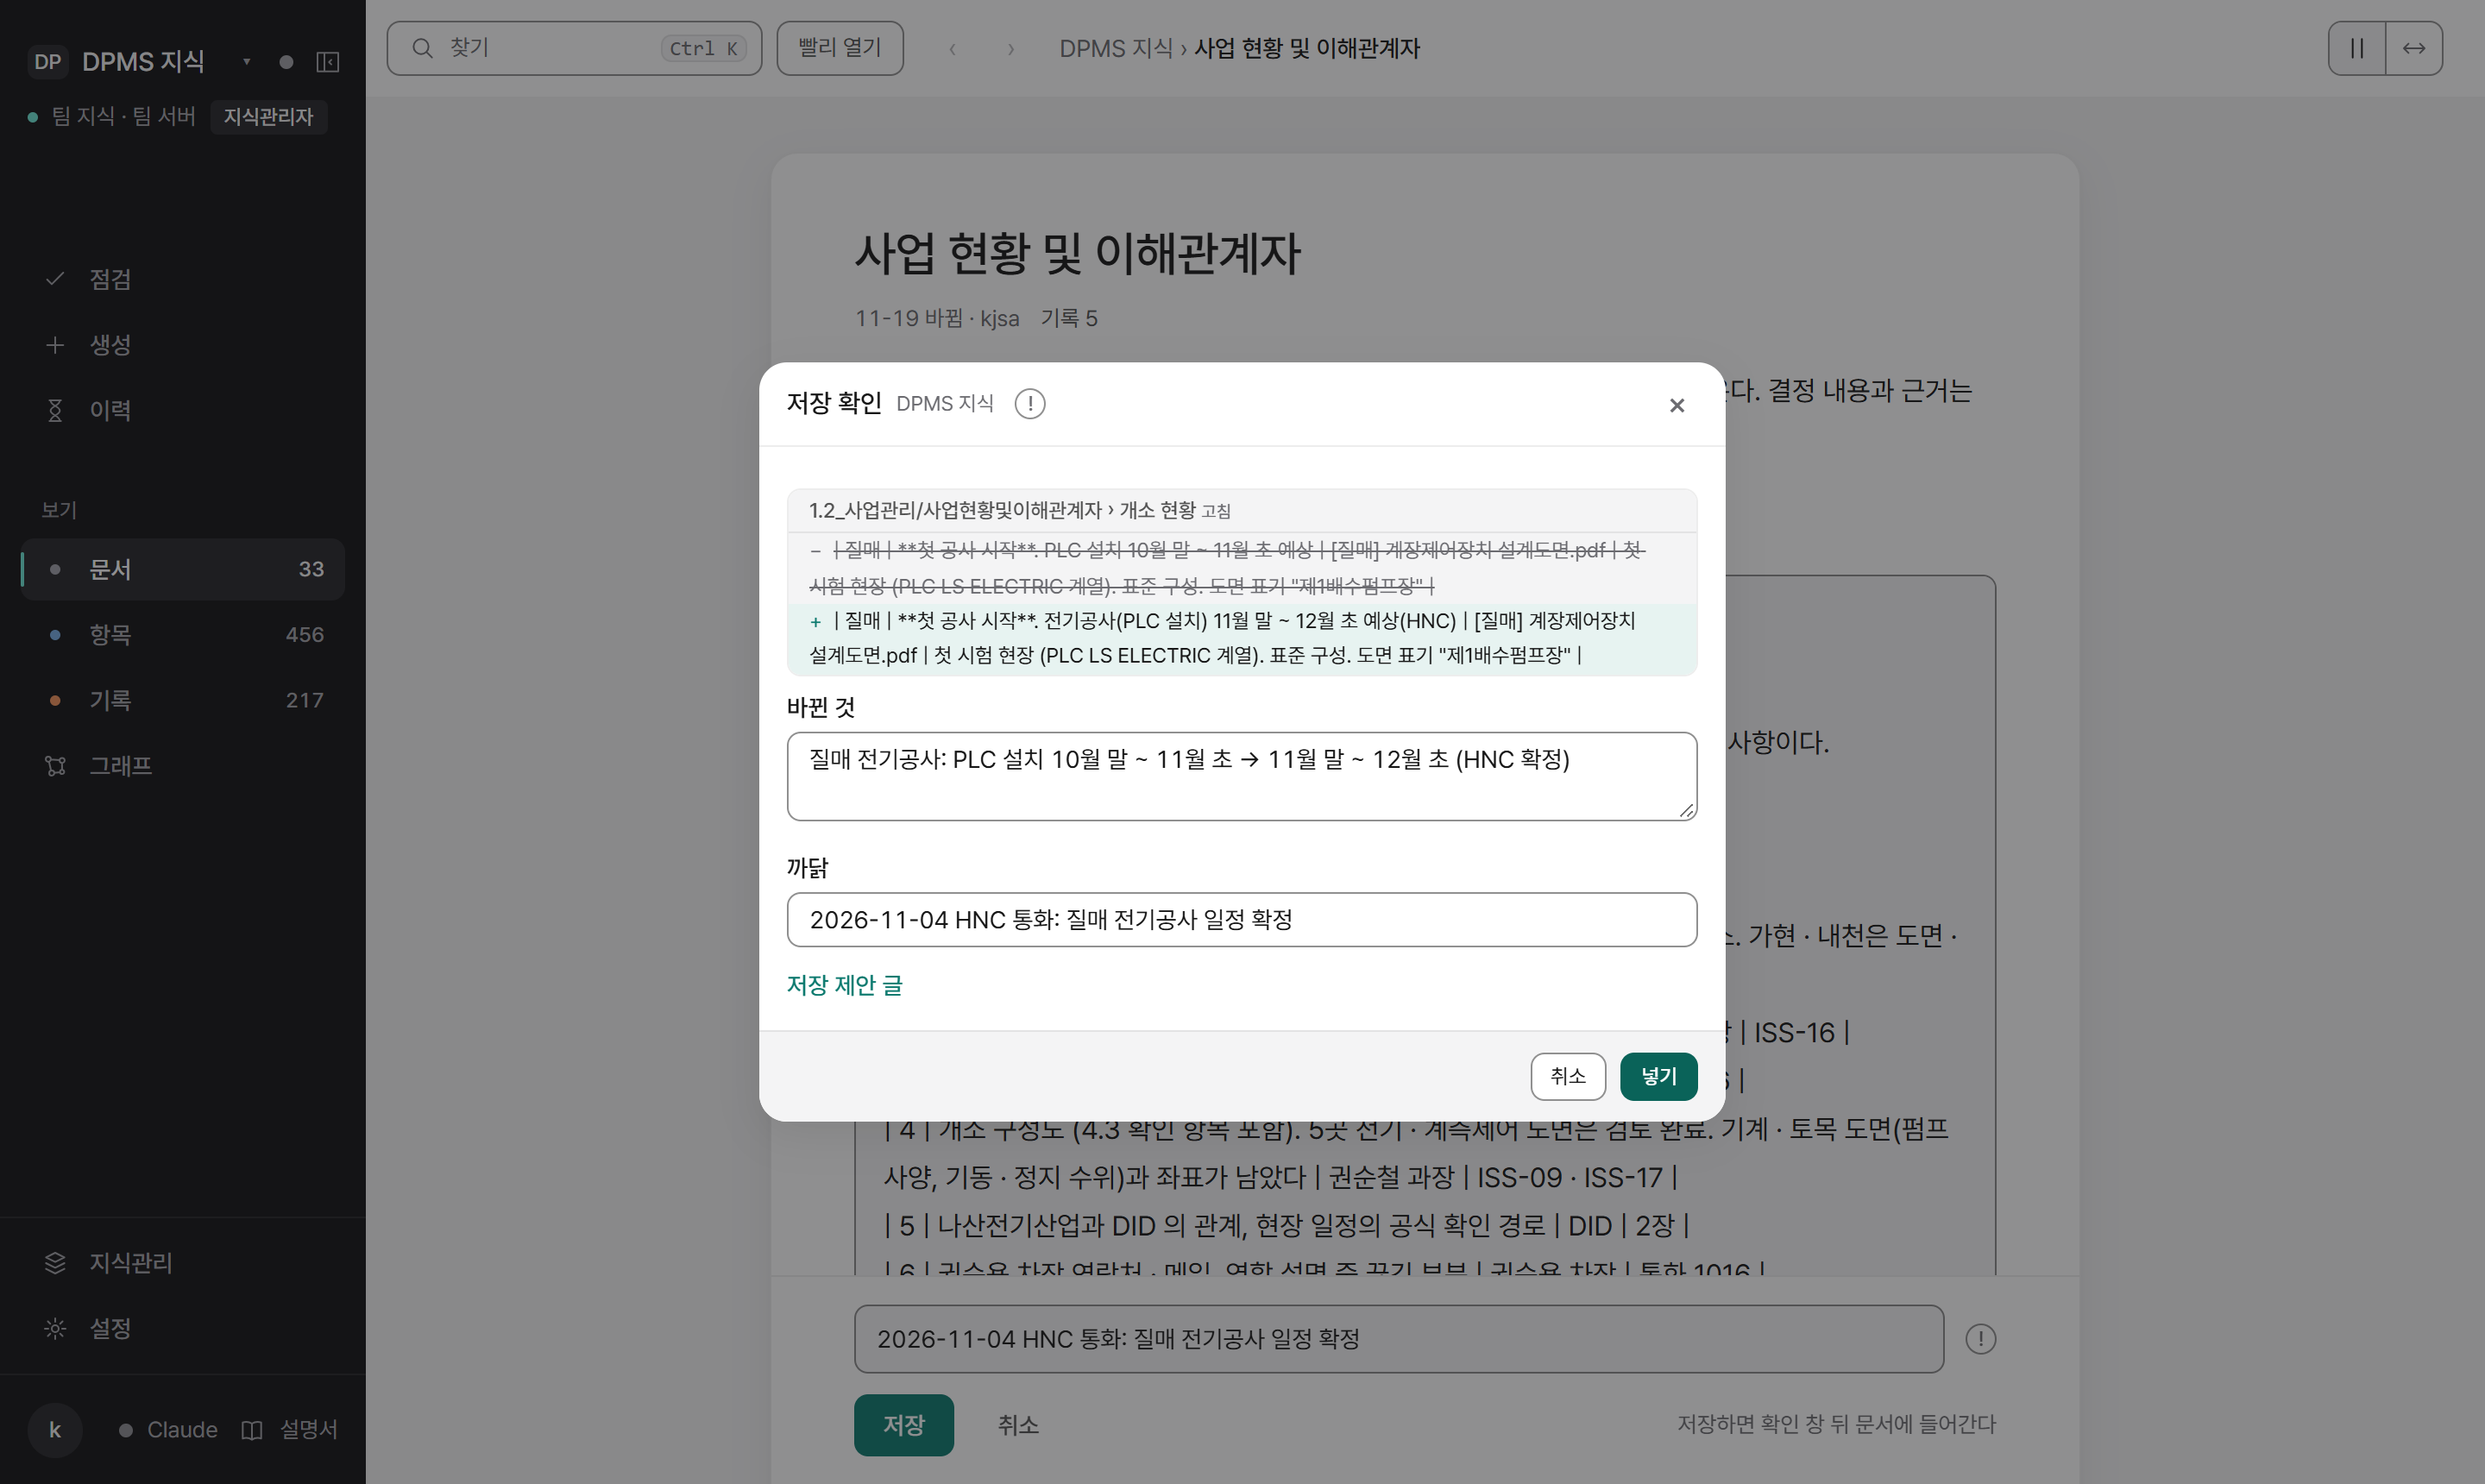 DP DPMS 지식
팀 지식 · 팀 서버 지식관리자
점검
생성
이력
보기
문서 33
항목 456
기록 217
그래프
지식관리
설정
k Claude 설명서
찾기 Ctrl K 빨리 열기 ‹ › DPMS 지식 › 사업 현황 및 이해관계자
사업 현황 및 이해관계자
11-19 바뀜 · kjsa 기록 5
다. 결정 내용과 근거는
저장 확인 DPMS 지식 ! ×
1.2_사업관리/사업현황및이해관계자 › 개소 현황 고침
− | 질매 | **첫 공사 시작**. PLC 설치 10월 말 ~ 11월 초 예상 | [질매] 계장제어장치 설계도면.pdf | 첫
시험 현장 (PLC LS ELECTRIC 계열). 표준 구성. 도면 표기 "제1배수펌프장" |
+ | 질매 | **첫 공사 시작**. 전기공사(PLC 설치) 11월 말 ~ 12월 초 예상(HNC) | [질매] 계장제어장치
설계도면.pdf | 첫 시험 현장 (PLC LS ELECTRIC 계열). 표준 구성. 도면 표기 "제1배수펌프장" |
바뀐 것
질매 전기공사: PLC 설치 10월 말 ~ 11월 초 → 11월 말 ~ 12월 초 (HNC 확정)
까닭
2026-11-04 HNC 통화: 질매 전기공사 일정 확정
저장 제안 글
취소 넣기
사항이다.
. 가현 · 내천은 도면 ·
| ISS-16 |
|
| 4 | 개소 구성도 (4.3 확인 항목 포함). 5곳 전기 · 계측제어 도면은 검토 완료. 기계 · 토목 도면(펌프
사양, 기동 · 정지 수위)과 좌표가 남았다 | 권순철 과장 | ISS-09 · ISS-17 |
| 5 | 나산전기산업과 DID 의 관계, 현장 일정의 공식 확인 경로 | DID | 2장 |
| 6 | 차장 연락처 · 메일, 역할 설명 중 끊긴 부분 | 차장 | 통화 1016 |
2026-11-04 HNC 통화: 질매 전기공사 일정 확정 !
저장 취소 저장하면 확인 창 뒤 문서에 들어간다